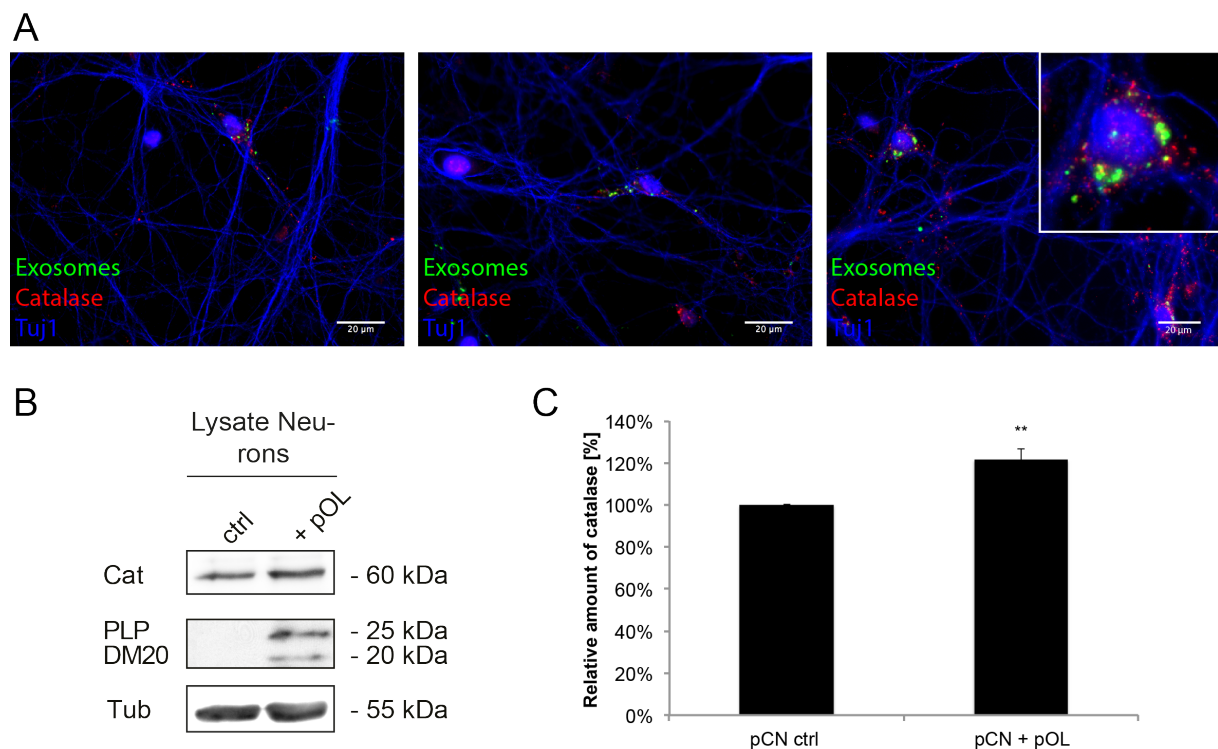 A
Exosomes
Catalase
Tuj1
20 µm
Exosomes
Catalase
Tuj1
20 µm
Exosomes
Catalase
Tuj1
20 µm
B
Lysate Neu-
rons
ctrl
+ pOL
Cat
- 60 kDa
PLP
- 25 kDa
DM20
- 20 kDa
Tub
- 55 kDa
C
Relative amount of catalase [%]
140%
120%
100%
80%
60%
40%
20%
0%
**
pCN ctrl
pCN + pOL